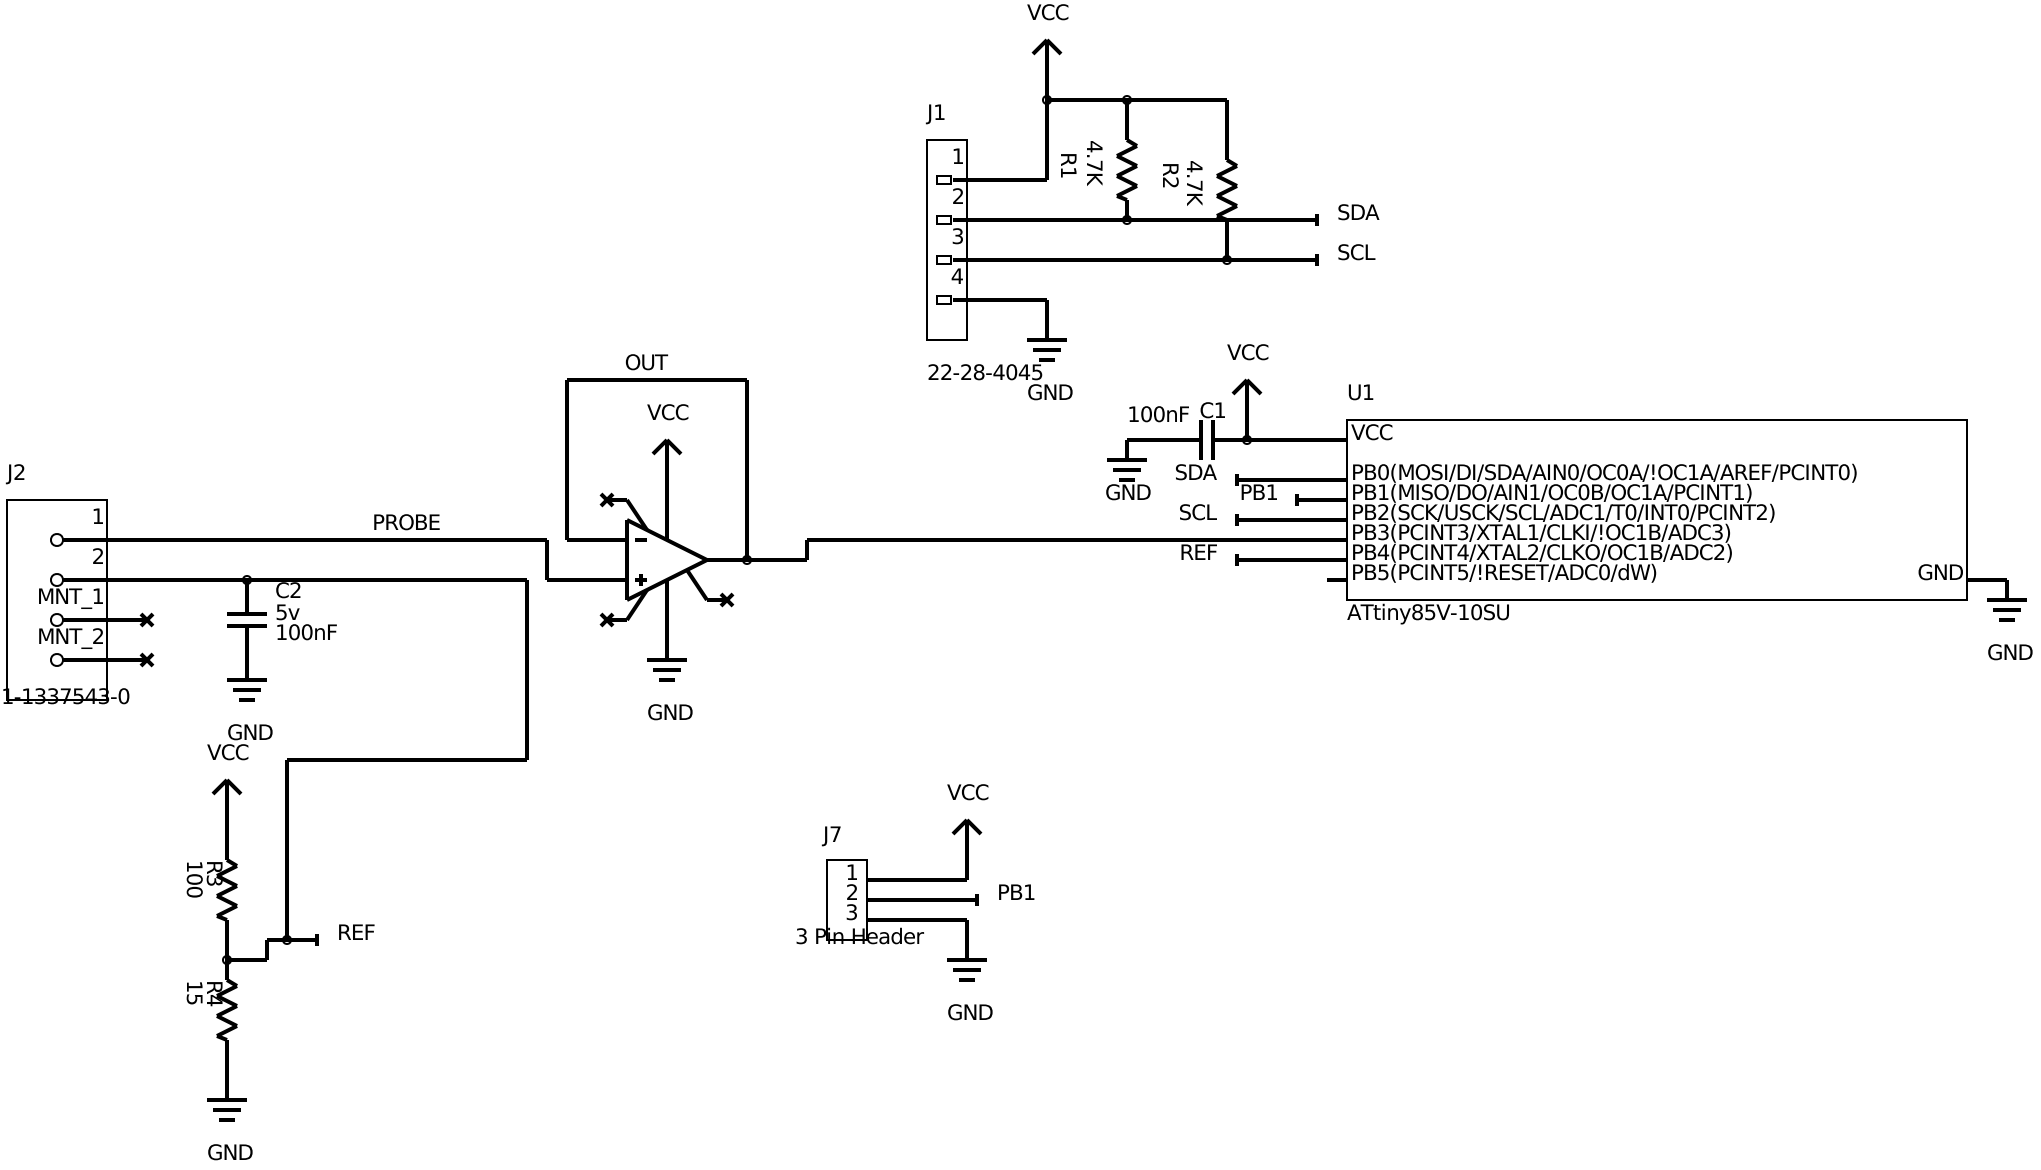 VCC
J1
1
2
3
4
R1
4.7K
R2
4.7K
SDA
SCL
22-28-4045
GND
OUT
VCC
J2
1
2
MNT_1
MNT_2
1-1337543-0
PROBE
C2
5v
100nF
GND
GND
VCC
100nF C1
GND
U1
VCC
SDA
PB0(MOSI/DI/SDA/AIN0/OC0A/!OC1A/AREF/PCINT0)
PB1
PB1(MISO/DO/AIN1/OC0B/OC1A/PCINT1)
SCL
PB2(SCK/USCK/SCL/ADC1/T0/INT0/PCINT2)
PB3(PCINT3/XTAL1/CLKI/!OC1B/ADC3)
REF
PB4(PCINT4/XTAL2/CLKO/OC1B/ADC2)
PB5(PCINT5/!RESET/ADC0/dW)
GND
ATtiny85V-10SU
GND
VCC
R3
100
REF
R4
15
GND
VCC
J7
1
2
3
PB1
3 Pin Header
GND